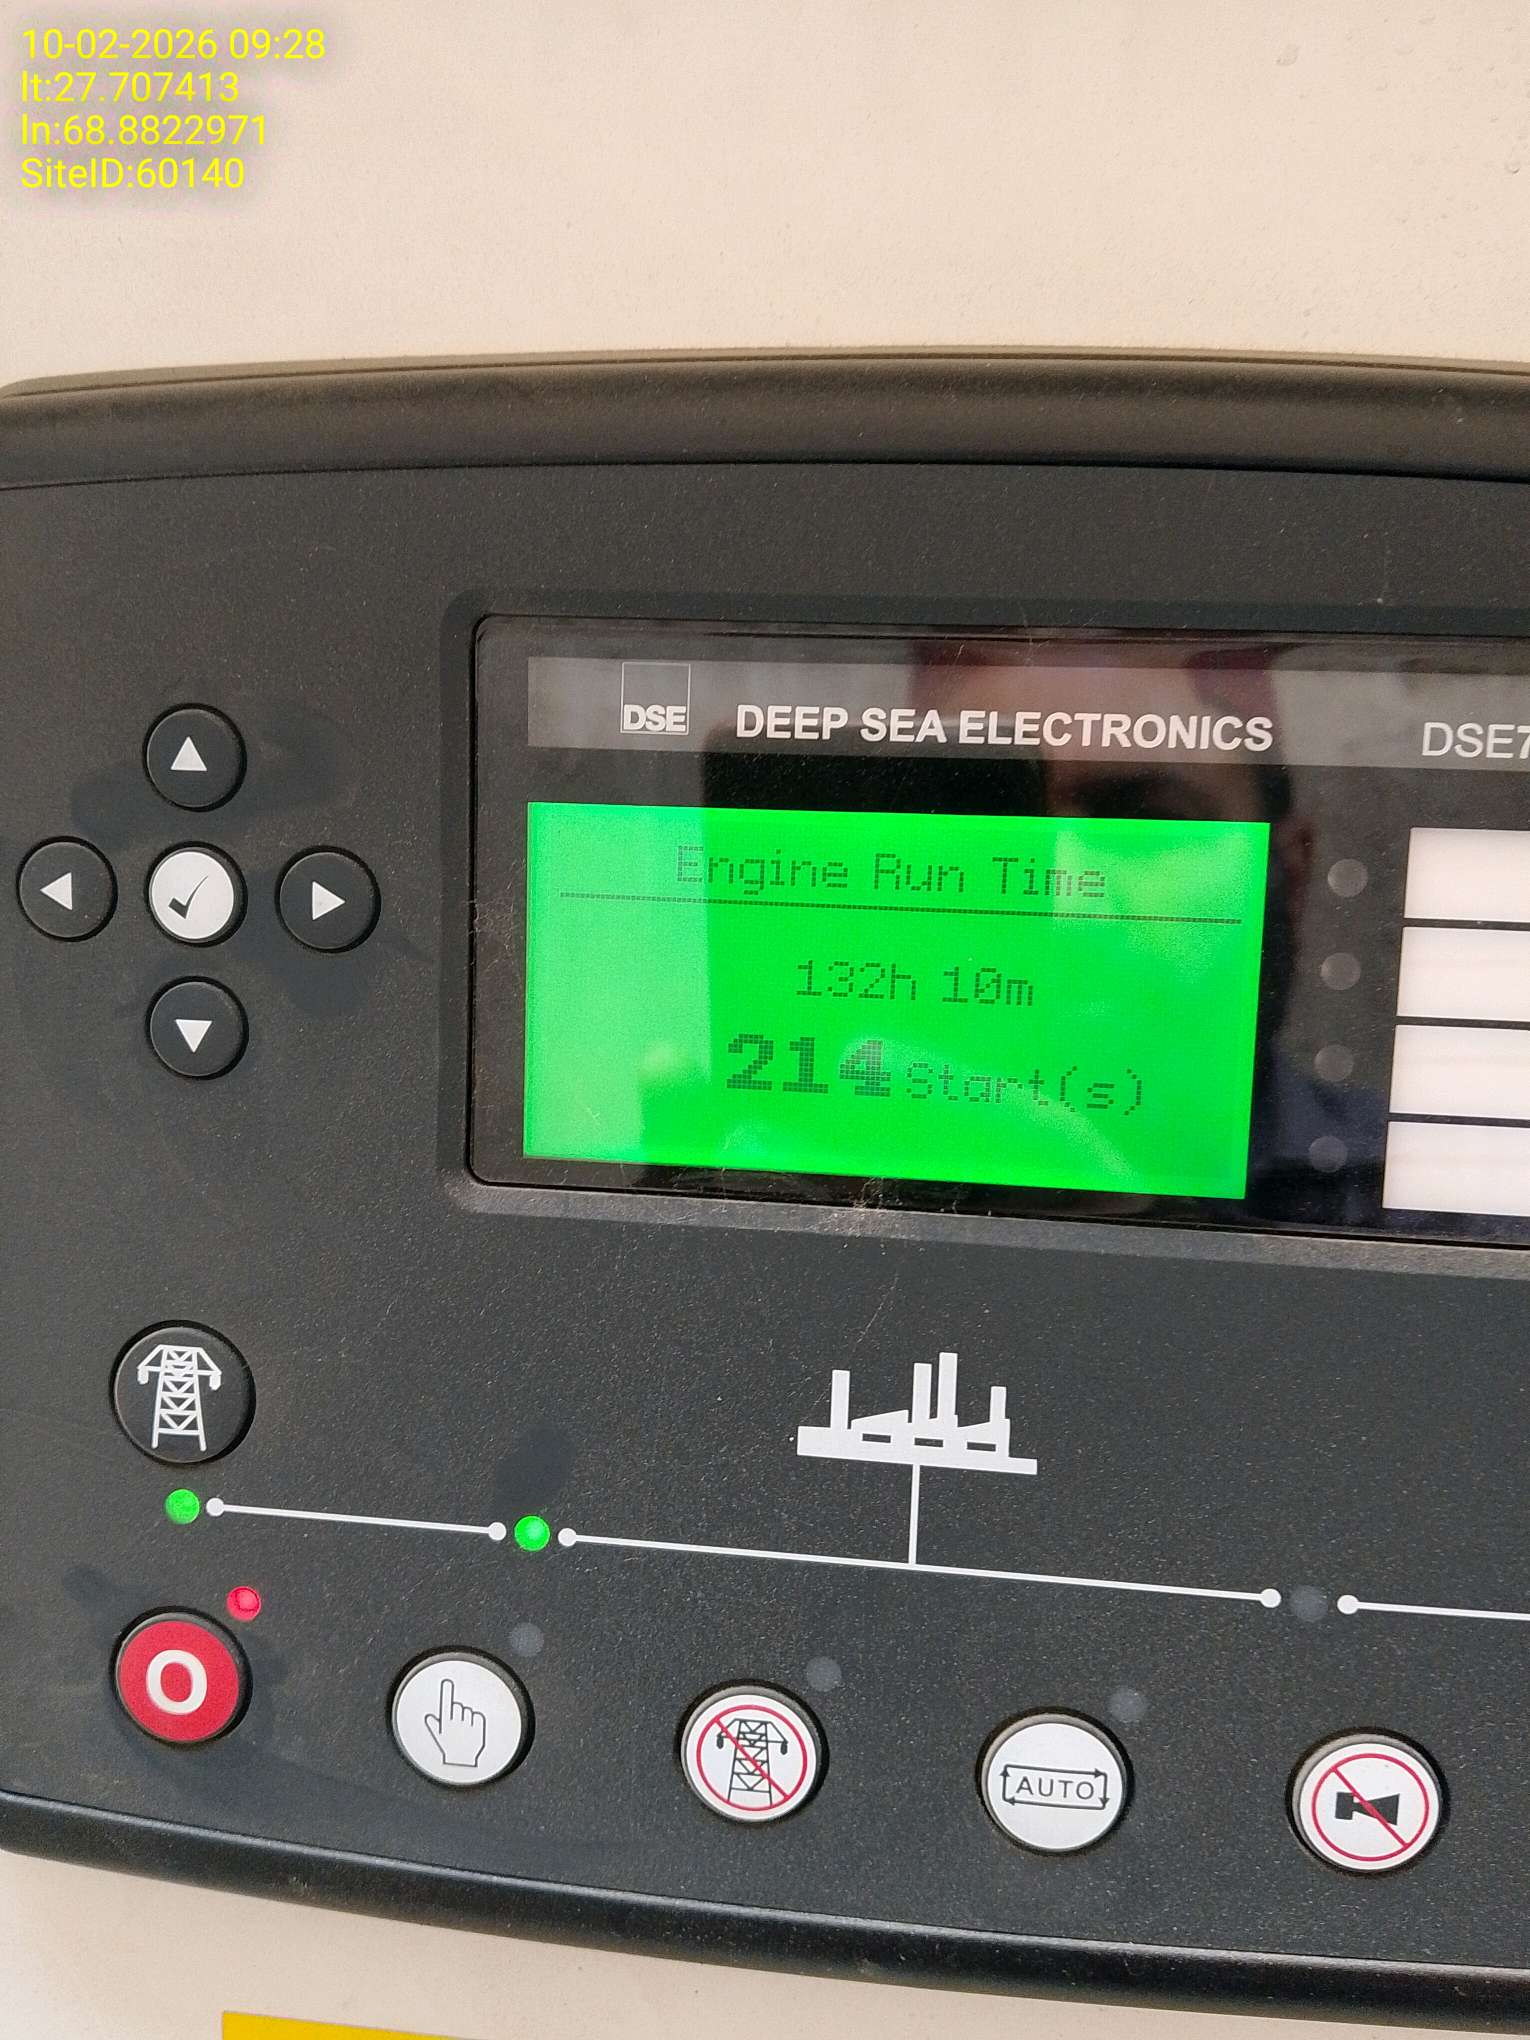 10-02-2026 09:28
lt:27.707413
ln:68.8822971
SiteID:60140
DSE DEEP SEA ELECTRONICS DSE7
Engine Run Time
132h 10m
214 Start(s)
O
AUTO